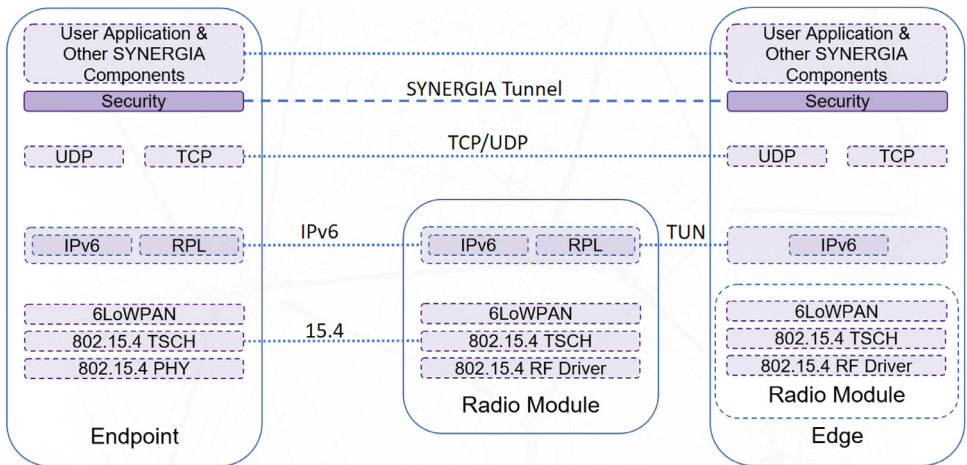 User Application &
Other SYNERGIA
Components
Security
UDP
TCP
IPv6
RPL
6LoWPAN
802.15.4 TSCH
802.15.4 PHY
Endpoint
SYNERGIA Tunnel
TCP/UDP
IPv6
15.4
TUN
IPv6
RPL
6LoWPAN
802.15.4 TSCH
802.15.4 RF Driver
Radio Module
User Application &
Other SYNERGIA
Components
Security
UDP
TCP
IPv6
6LoWPAN
802.15.4 TSCH
802.15.4 RF Driver
Radio Module
Edge